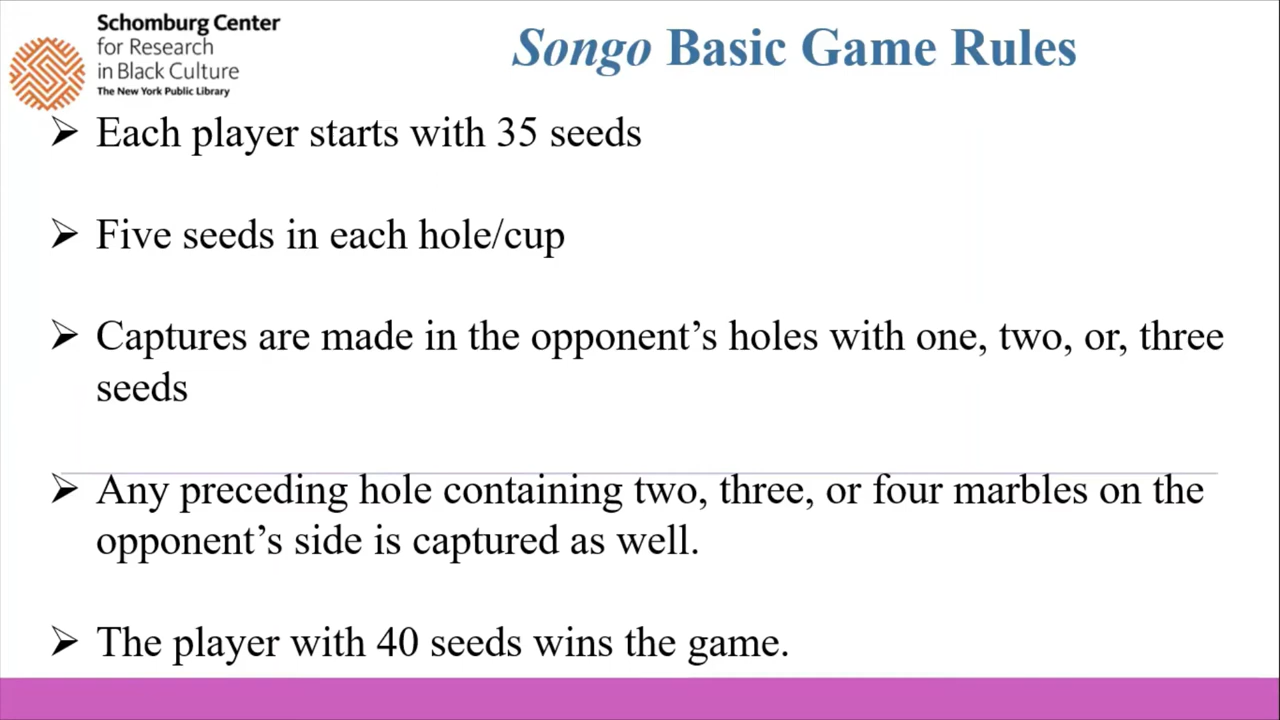 Schomburg Center
for Research
in Black Culture
The New York Public Library
Songo Basic Game Rules
➢ Each player starts with 35 seeds
➢ Five seeds in each hole/cup
➢ Captures are made in the opponent’s holes with one, two, or, three
seeds
➢ Any preceding hole containing two, three, or four marbles on the
opponent’s side is captured as well.
➢ The player with 40 seeds wins the game.